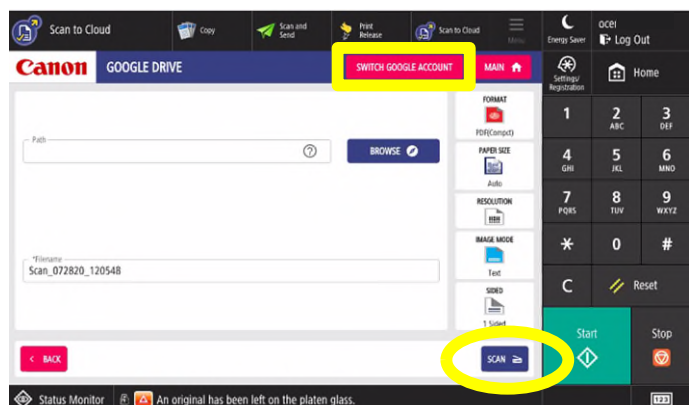 Scan to Cloud
Copy
Scan and Send
Print Release
Scan to Cloud
Menu
Energy Saver
ocei
Log Out
Canon
GOOGLE DRIVE
SWITCH GOOGLE ACCOUNT
MAIN
Settings/ Registration
Home
Path
?
BROWSE
FORMAT
PDF(Compct)
PAPER SIZE
Auto
RESOLUTION
IMAGE MODE
Text
SIDED
1 Sided
*Filename
Scan_072820_120548
1
2 ABC
3 DEF
4 GHI
5 JKL
6 MNO
7 PQRS
8 TUV
9 WXYZ
*
0
#
C
Reset
Start
Stop
< BACK
SCAN
Status Monitor
An original has been left on the platen glass.
123